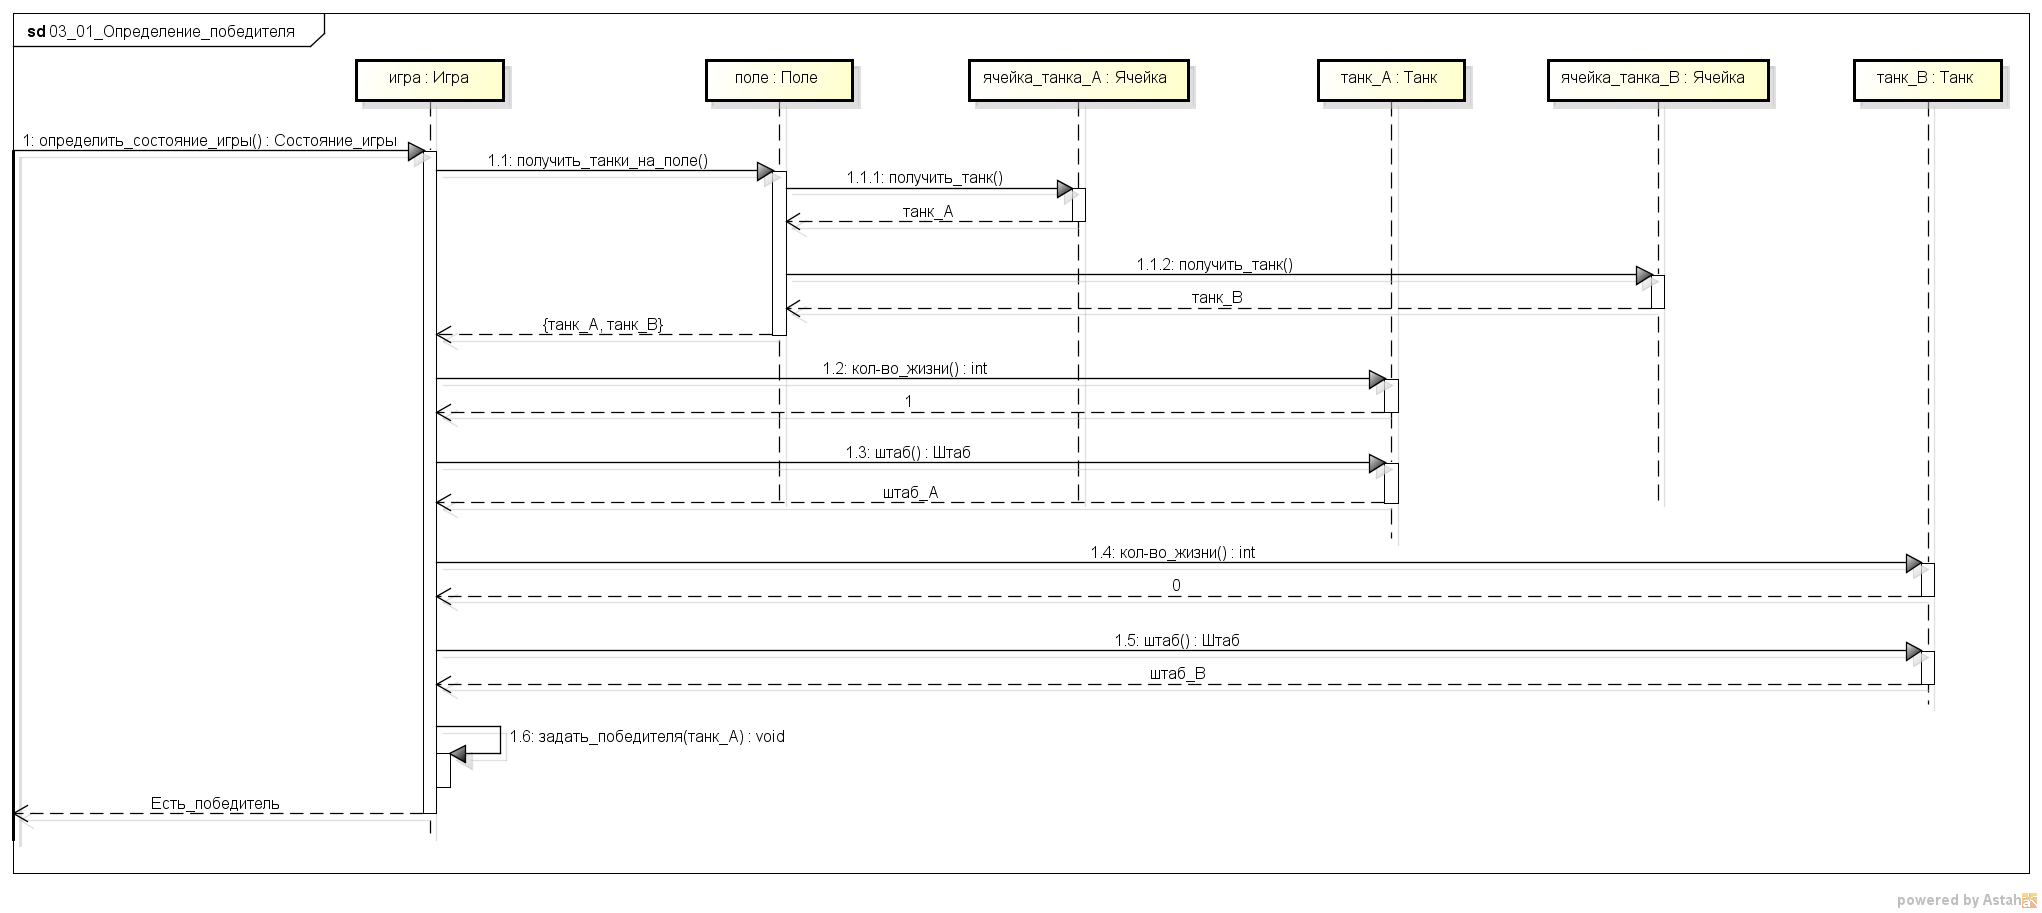 sd 03_01_Определение_победителя
игра : Игра
поле : Поле
ячейка_танка_А : Ячейка
танк_А : Танк
ячейка_танка_В : Ячейка
танк_В : Танк
1: определить_состояние_игры() : Состояние_игры
1.1: получить_танки_на_поле()
1.1.1: получить_танк()
танк_А
1.1.2: получить_танк()
танк_В
{танк_А, танк_В}
1.2: кол-во_жизни() : int
1
1.3: штаб() : Штаб
штаб_А
1.4: кол-во_жизни() : int
0
1.5: штаб() : Штаб
штаб_В
1.6: задать_победителя(танк_А) : void
Есть_победитель
powered by Astah